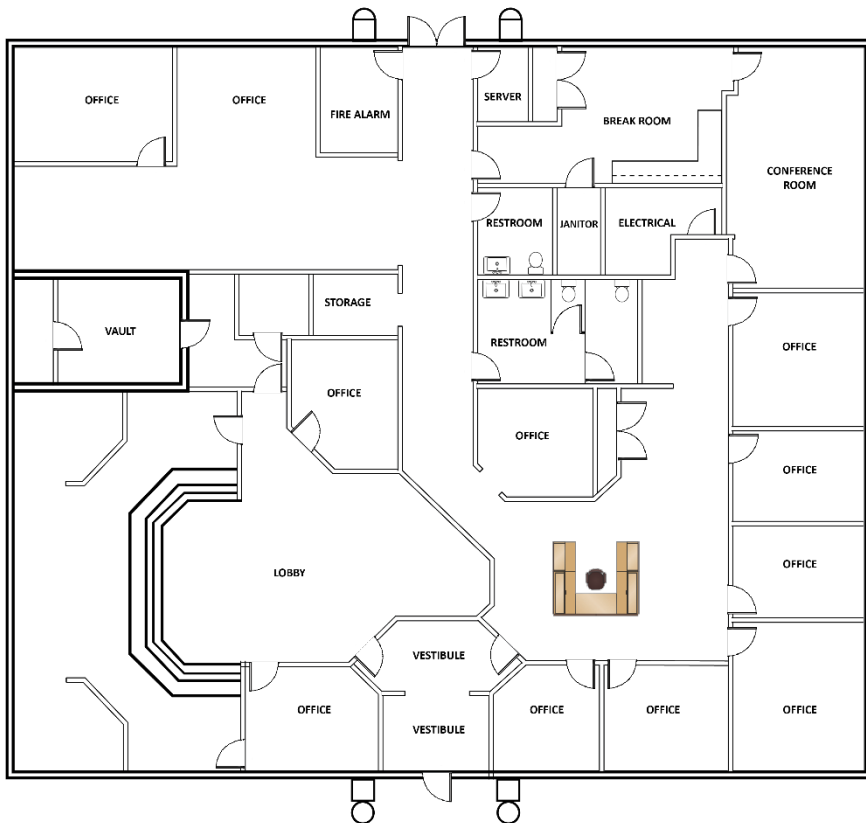 OFFICE
OFFICE
FIRE ALARM
SERVER
BREAK ROOM
CONFERENCE
ROOM
RESTROOM
JANITOR
ELECTRICAL
STORAGE
VAULT
RESTROOM
OFFICE
OFFICE
OFFICE
OFFICE
OFFICE
LOBBY
VESTIBULE
OFFICE
OFFICE
OFFICE
OFFICE
VESTIBULE